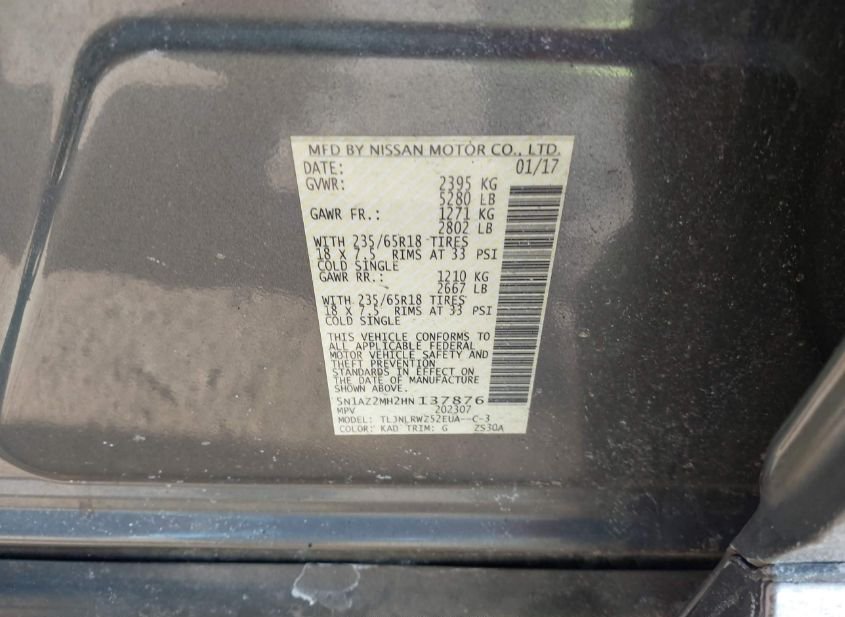 MFD BY NISSAN MOTOR CO., LTD.
DATE: 01/17
GVWR: 2395 KG
5280 LB
GAWR FR.: 1271 KG
2802 LB
WITH 235/65R18 TIRES
18 X 7.5 RIMS AT 33 PSI
COLD SINGLE
GAWR RR.: 1210 KG
2667 LB
WITH 235/65R18 TIRES
18 X 7.5 RIMS AT 33 PSI
COLD SINGLE
THIS VEHICLE CONFORMS TO
ALL APPLICABLE FEDERAL
MOTOR VEHICLE SAFETY AND
THEFT PREVENTION
STANDARDS IN EFFECT ON
THE DATE OF MANUFACTURE
SHOWN ABOVE.
5N1AZ2MH2HN 137876
MPV 202307
MODEL: TLJNLRWZ52EUA--C-3
COLOR: KAD TRIM: G ZS30A